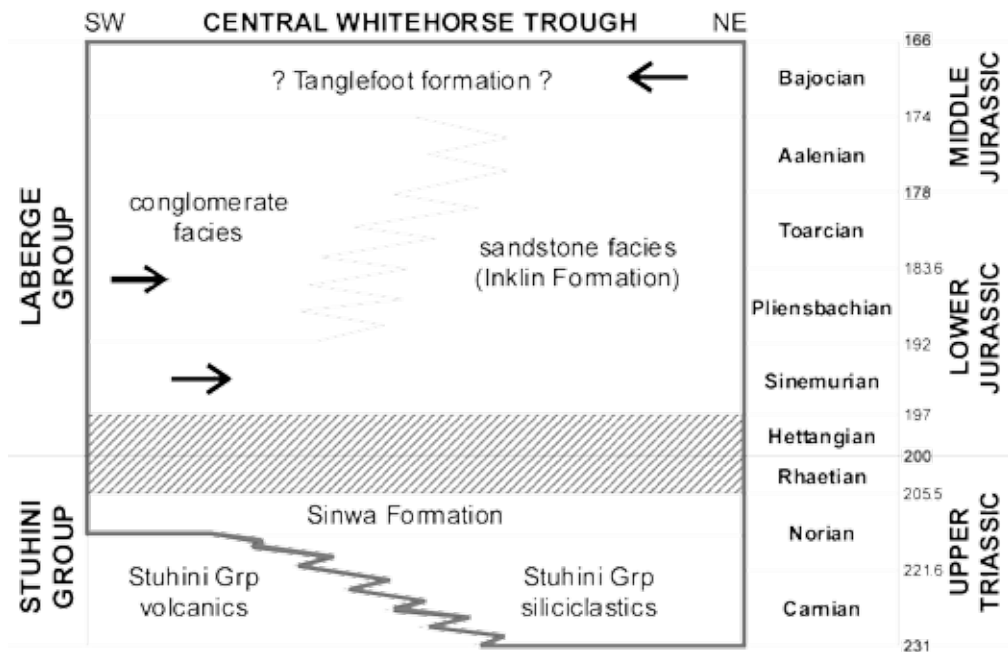 SW CENTRAL WHITEHORSE TROUGH NE
166
? Tanglefoot formation ?
Bajocian
174
Aalenian
178
conglomerate
facies
Toarcian
sandstone facies
(Inklin Formation)
183.6
Pliensbachian
192
Sinemurian
197
Hettangian
200
Rhaetian
205.5
Sinwa Formation
Norian
221.6
Stuhini Grp
volcanics
Stuhini Grp
siliciclastics
Carnian
231
LABERGE
GROUP
STUHINI
GROUP
MIDDLE
JURASSIC
LOWER
JURASSIC
UPPER
TRIASSIC